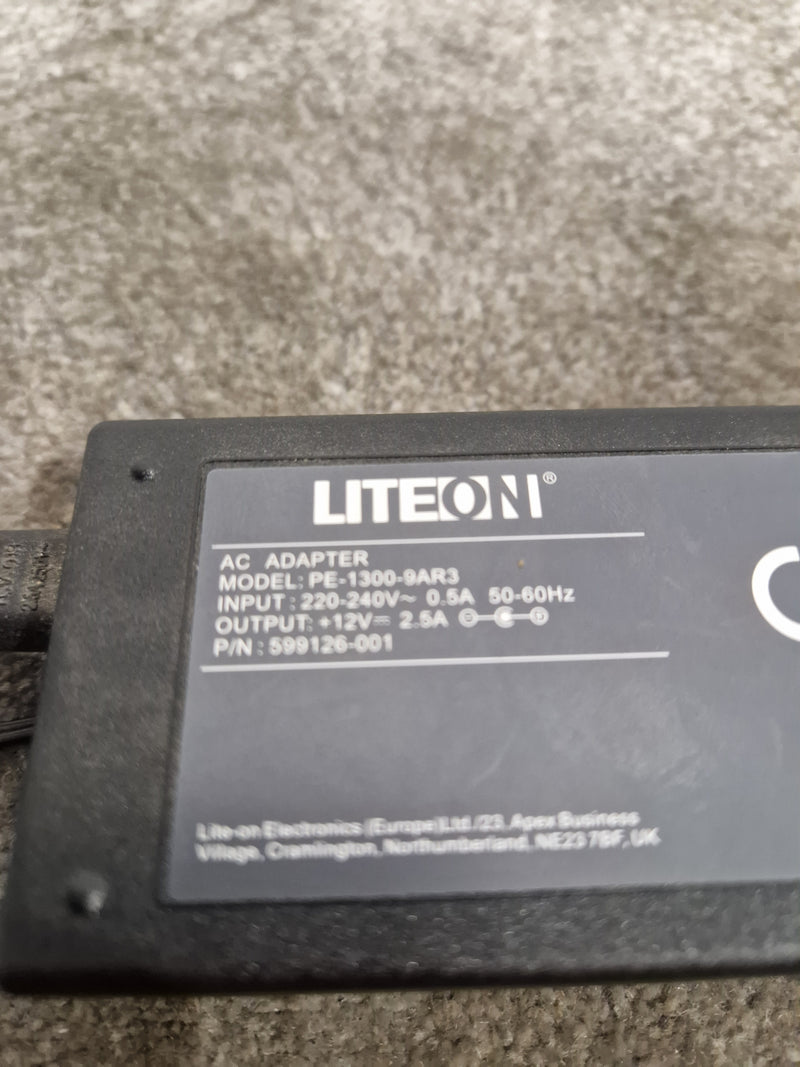 LITEON®
AC ADAPTER
MODEL: PE-1300-9AR3
INPUT : 220-240V~ 0.5A 50-60Hz
OUTPUT: +12V⎓ 2.5A
P/N : 599126-001
Lite-on Electronics (Europe)Ltd./23, Apex Business
Village, Cramlington, Northumberland, NE23 7BF, UK